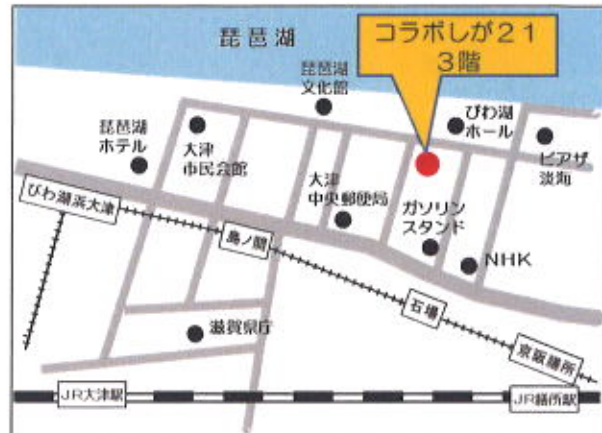 琵琶湖
コラボしが21
3階
琵琶湖
文化館
びわ湖
ホール
琵琶湖
ホテル
大津
市民会館
ピアザ
淡海
大津
中央郵便局
ガソリン
スタンド
びわ湖浜大津
島ノ関
NHK
石場
滋賀県庁
京阪膳所
JR大津駅
JR膳所駅